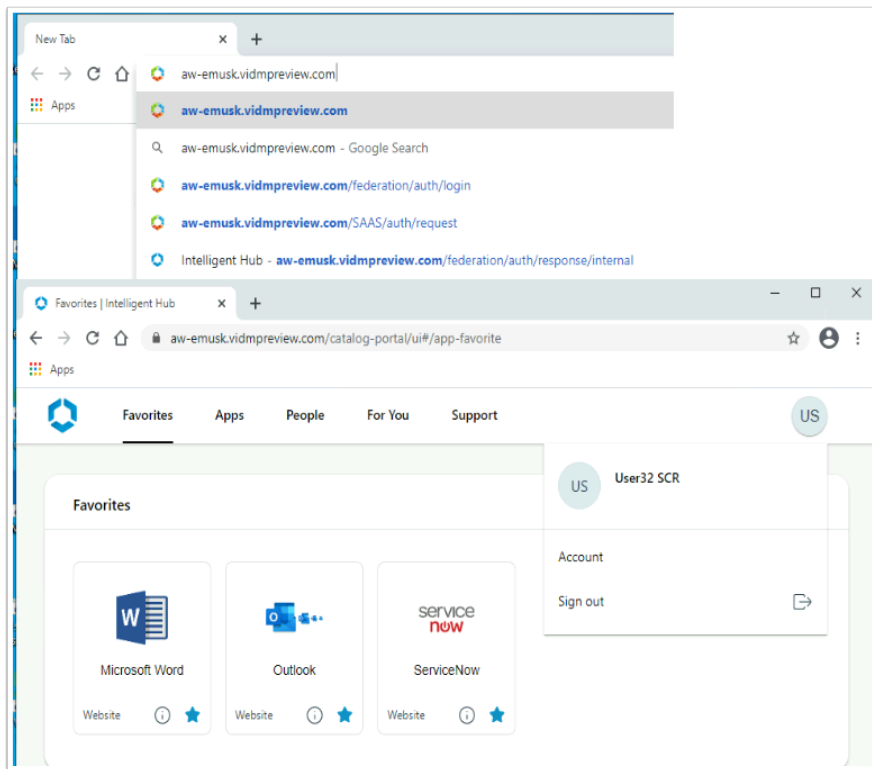 New Tab
aw-emusk.vidmpreview.com
Apps
aw-emusk.vidmpreview.com
aw-emusk.vidmpreview.com - Google Search
aw-emusk.vidmpreview.com/federation/auth/login
aw-emusk.vidmpreview.com/SAAS/auth/request
Intelligent Hub - aw-emusk.vidmpreview.com/federation/auth/response/internal
Favorites | Intelligent Hub
aw-emusk.vidmpreview.com/catalog-portal/ui#/app-favorite
Apps
Favorites Apps People For You Support US
US User32 SCR
Favorites
Account
Sign out
W O servicenow
Microsoft Word Outlook ServiceNow
Website Website Website